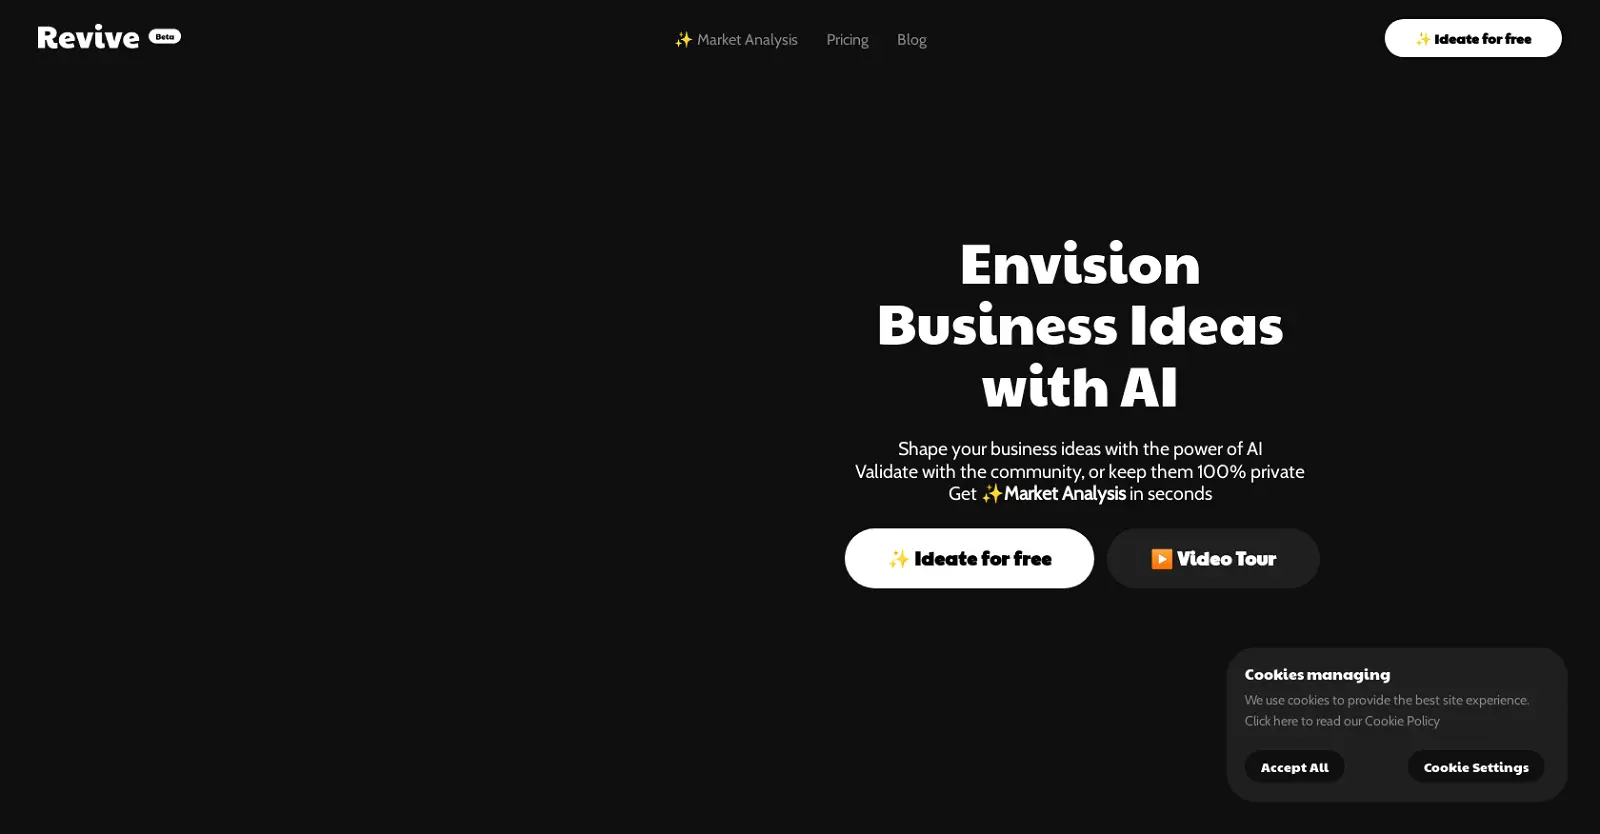 Revive Beta
✨ Market Analysis Pricing Blog
✨ Ideate for free
Envision
Business Ideas
with AI
Shape your business ideas with the power of AI
Validate with the community, or keep them 100% private
Get ✨Market Analysis in seconds
✨ Ideate for free
▶️ Video Tour
Cookies managing
We use cookies to provide the best site experience.
Click here to read our Cookie Policy
Accept All
Cookie Settings